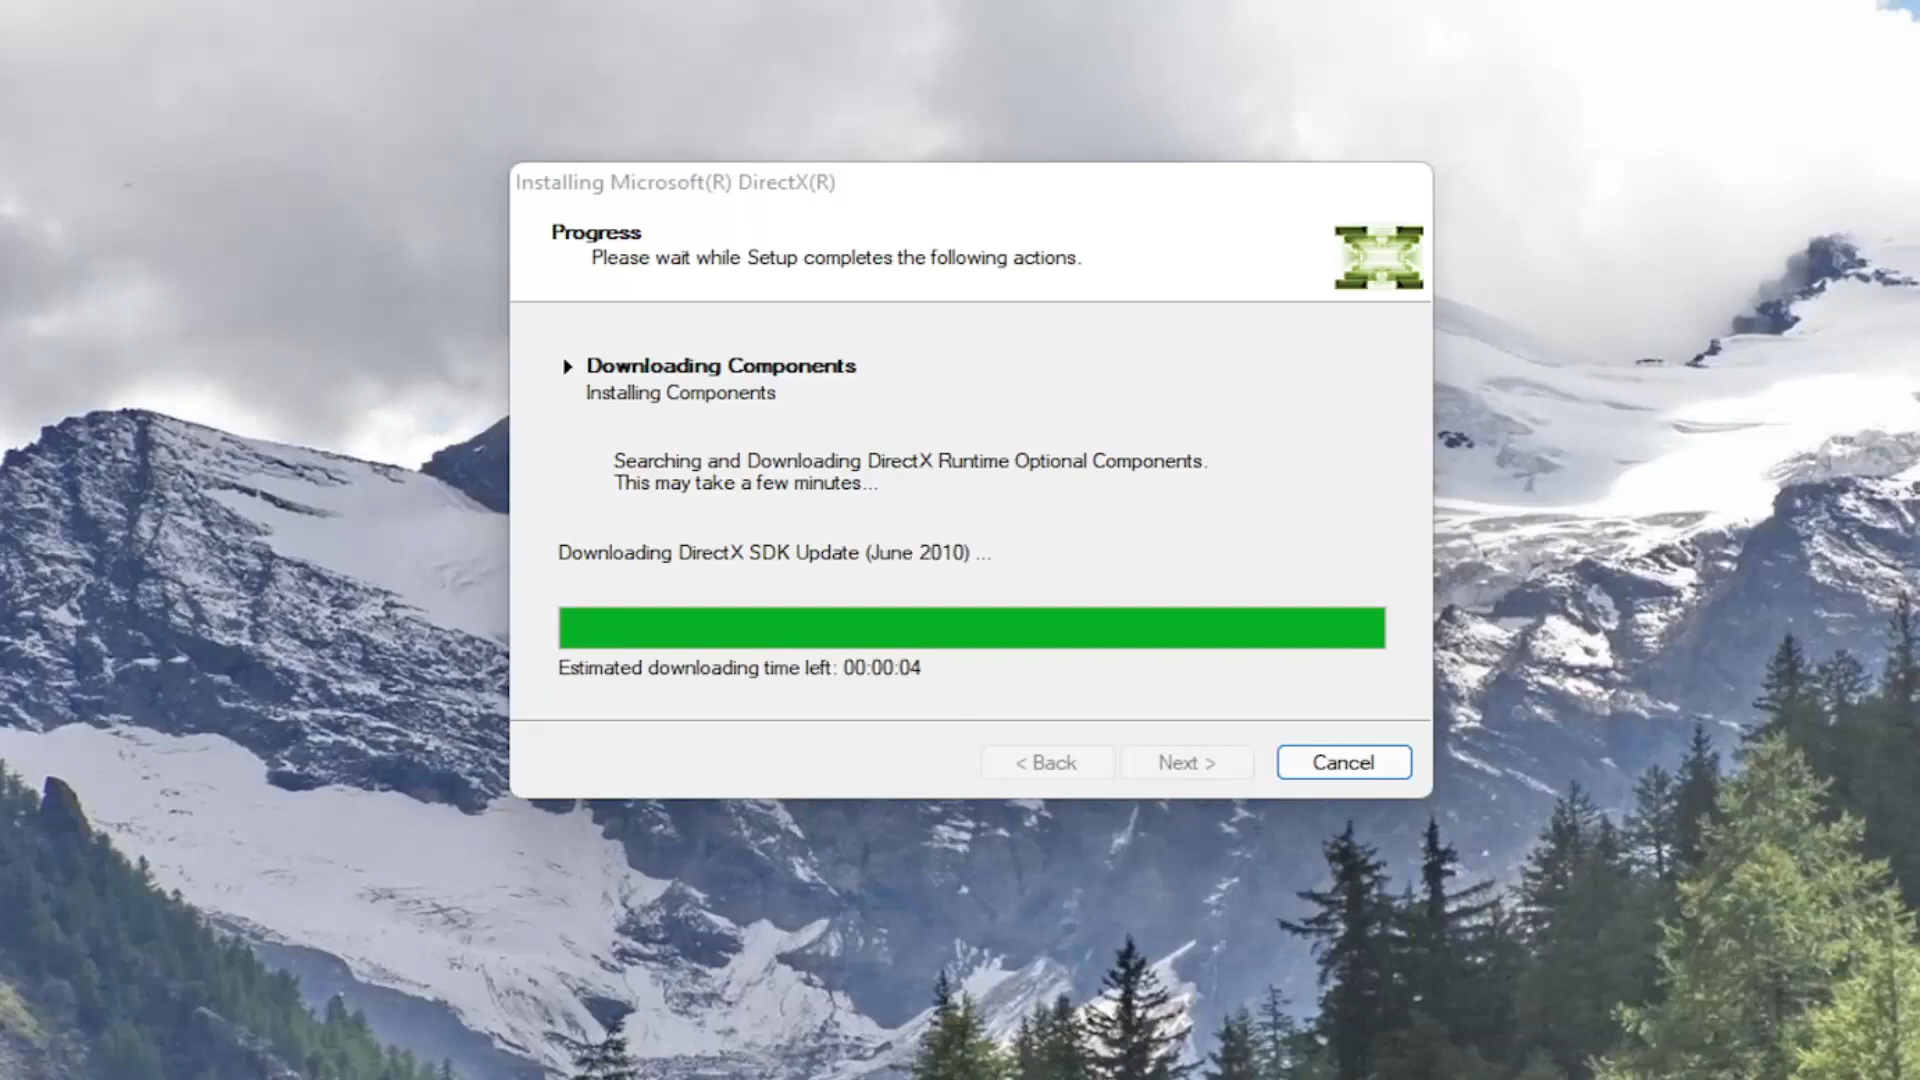 Installing Microsoft(R) DirectX(R)
Progress
Please wait while Setup completes the following actions.
Downloading Components
Installing Components
Searching and Downloading DirectX Runtime Optional Components.
This may take a few minutes...
Downloading DirectX SDK Update (June 2010) ...
Estimated downloading time left: 00:00:04
< Back
Next >
Cancel